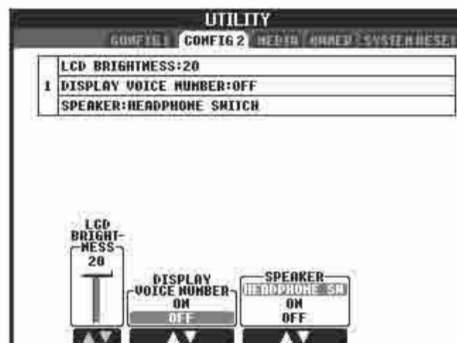 UTILITY
CONFIG 1 CONFIG 2 MEDIA OWNER SYSTEM RESET
LCD BRIGHTNESS:20
1 DISPLAY VOICE NUMBER:OFF
SPEAKER:HEADPHONE SWITCH
LCD
BRIGHT-
NESS
20
DISPLAY
VOICE NUMBER
ON
OFF
SPEAKER
HEADPHONE SW
ON
OFF